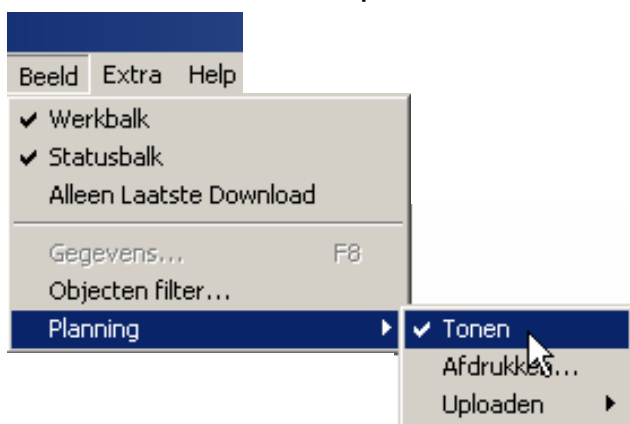 Beeld Extra Help
Werkbalk
Statusbalk
Alleen Laatste Download
Gegevens... F8
Objecten filter...
Planning
Tonen
Afdrukken...
Uploaden